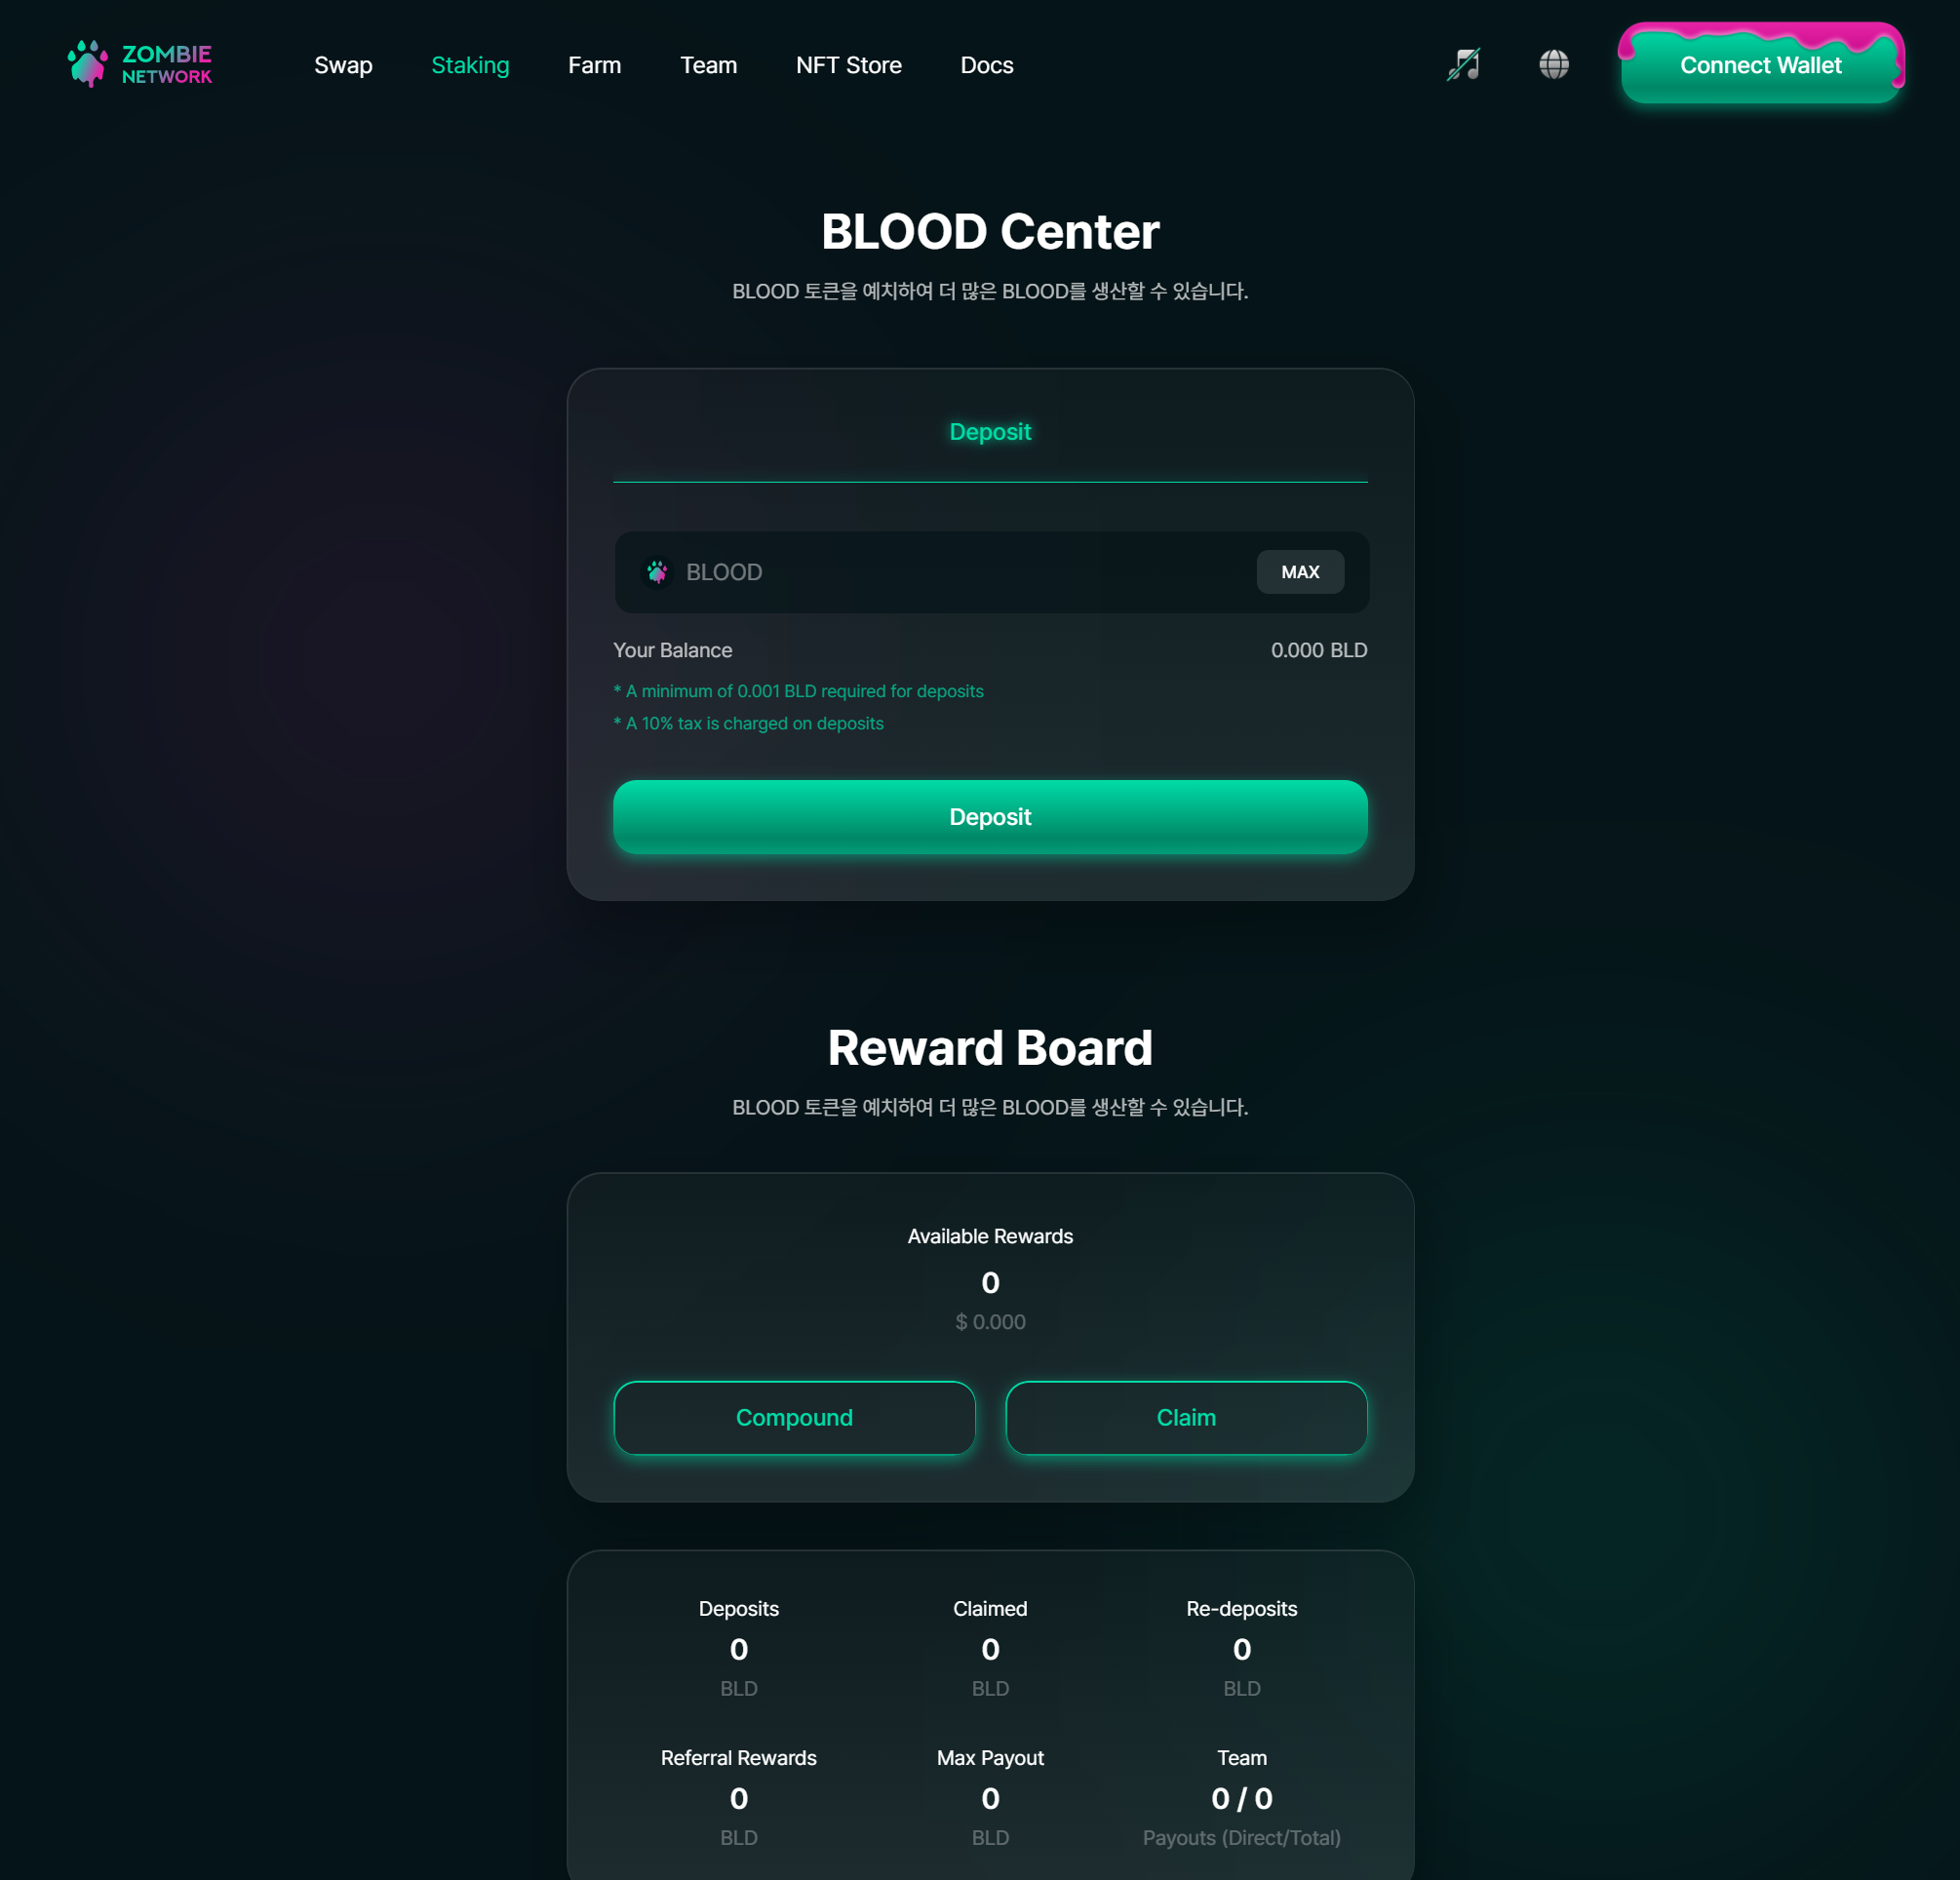 ZOMBIE
NETWORK
Swap
Staking
Farm
Team
NFT Store
Docs
Connect Wallet
BLOOD Center
BLOOD 토큰을 예치하여 더 많은 BLOOD를 생산할 수 있습니다.
Deposit
BLOOD
MAX
Your Balance
0.000 BLD
* A minimum of 0.001 BLD required for deposits
* A 10% tax is charged on deposits
Deposit
Reward Board
BLOOD 토큰을 예치하여 더 많은 BLOOD를 생산할 수 있습니다.
Available Rewards
0
$ 0.000
Compound
Claim
Deposits
0
BLD
Claimed
0
BLD
Re-deposits
0
BLD
Referral Rewards
0
BLD
Max Payout
0
BLD
Team
0 / 0
Payouts (Direct/Total)